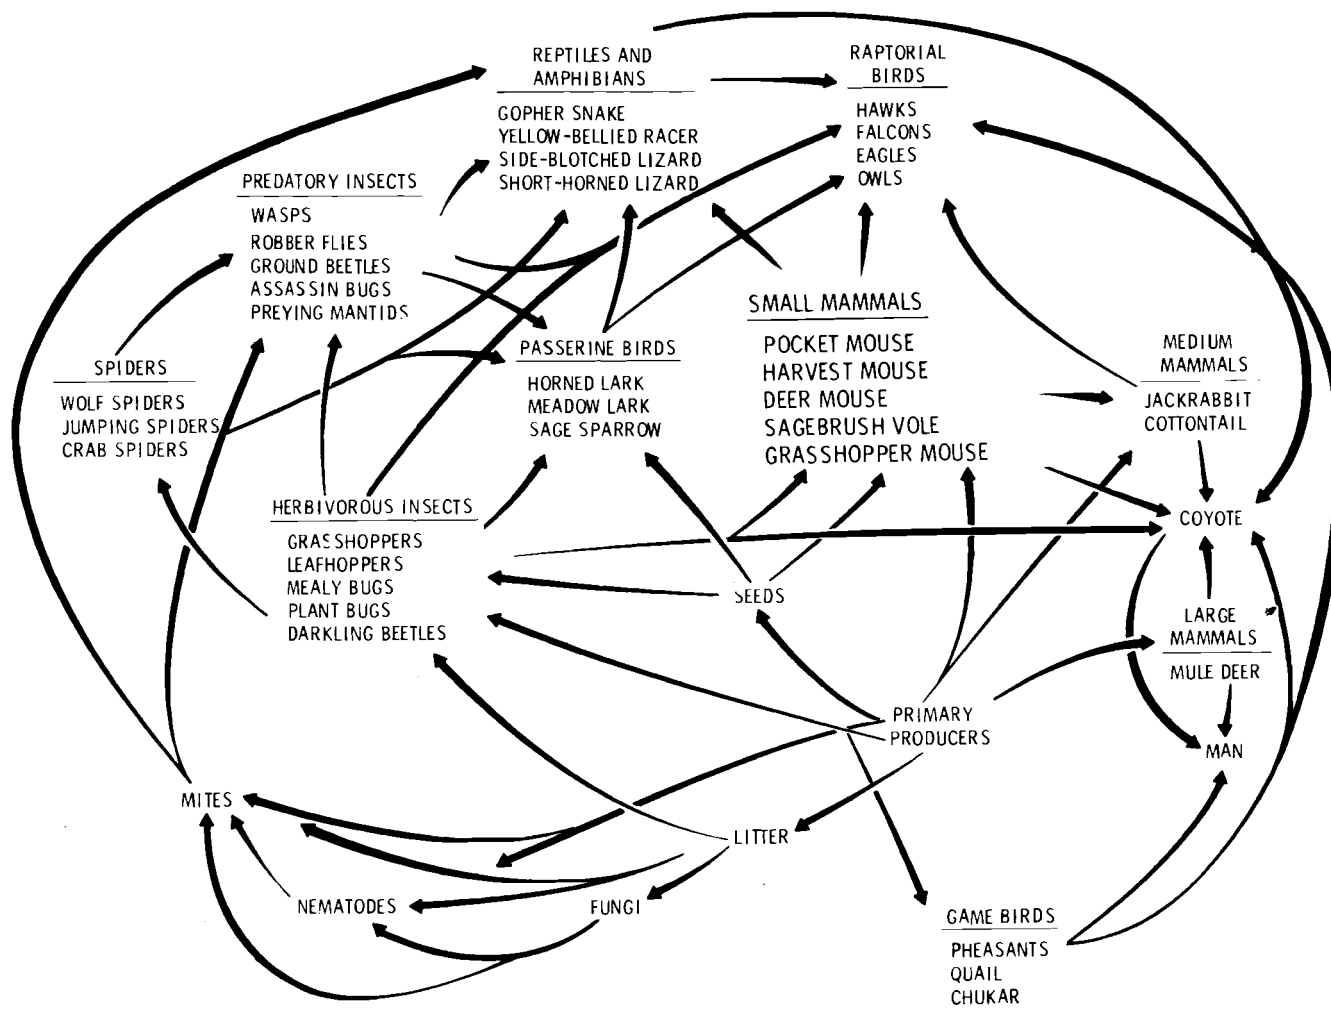 REPTILES AND
AMPHIBIANS
GOPHER SNAKE
YELLOW-BELLIED RACER
SIDE-BLOTCHED LIZARD
SHORT-HORNED LIZARD
RAPTORIAL
BIRDS
HAWKS
FALCONS
EAGLES
OWLS
PREDATORY INSECTS
WASPS
ROBBER FLIES
GROUND BEETLES
ASSASSIN BUGS
PREYING MANTIDS
SPIDERS
WOLF SPIDERS
JUMPING SPIDERS
CRAB SPIDERS
PASSERINE BIRDS
HORNED LARK
MEADOW LARK
SAGE SPARROW
SMALL MAMMALS
POCKET MOUSE
HARVEST MOUSE
DEER MOUSE
SAGEBRUSH VOLE
GRASSHOPPER MOUSE
MEDIUM
MAMMALS
JACKRABBIT
COTTONTAIL
HERBIVOROUS INSECTS
GRASSHOPPERS
LEAFHOPPERS
MEALY BUGS
PLANT BUGS
DARKLING BEETLES
COYOTE
SEEDS
LARGE
MAMMALS
MULE DEER
PRIMARY
PRODUCERS
MAN
MITES
LITTER
NEMATODES
FUNGI
GAME BIRDS
PHEASANTS
QUAIL
CHUKAR